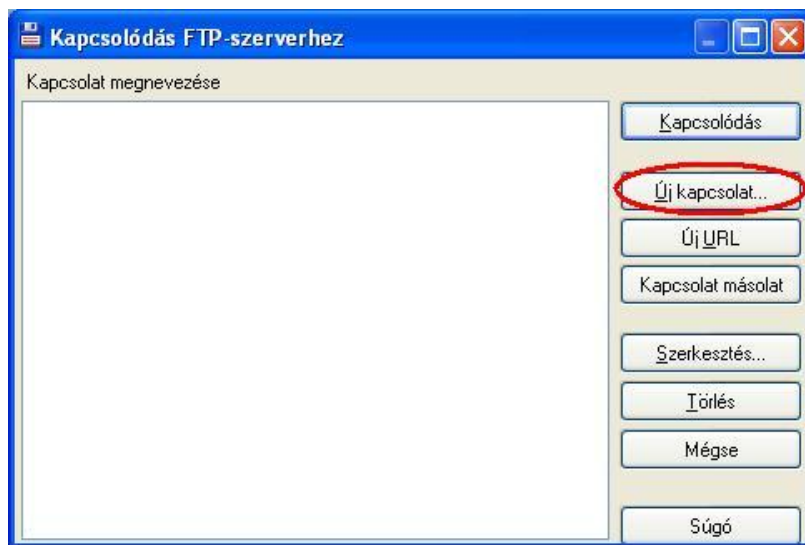 Kapcsolódás FTP-szerverhez
Kapcsolat megnevezése
Kapcsolódás
Új kapcsolat...
Új URL
Kapcsolat másolat
Szerkesztés...
Törlés
Mégse
Súgó